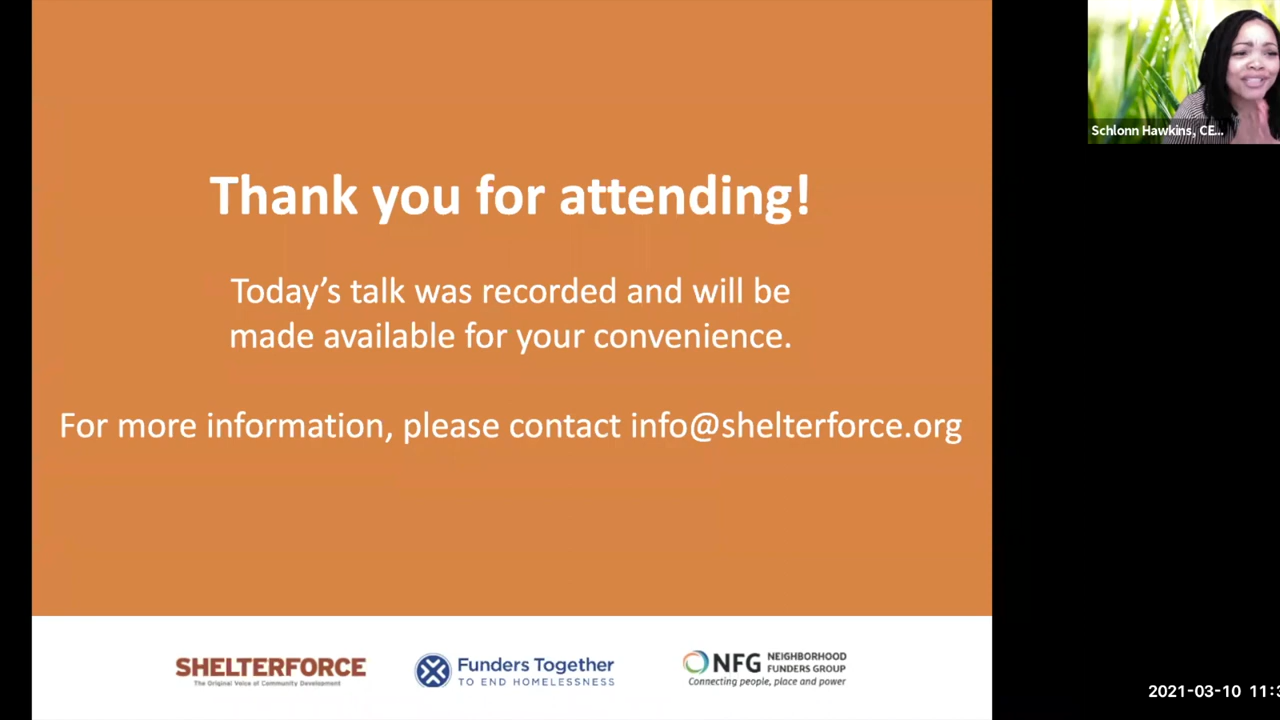 Thank you for attending!
Today's talk was recorded and will be
made available for your convenience.
For more information, please contact info@shelterforce.org
Schlonn Hawkins, CE...
SHELTERFORCE
The Original Voice of Community Development
Funders Together
TO END HOMELESSNESS
NFG NEIGHBORHOOD
FUNDERS GROUP
Connecting people, place and power
2021-03-10 11:3